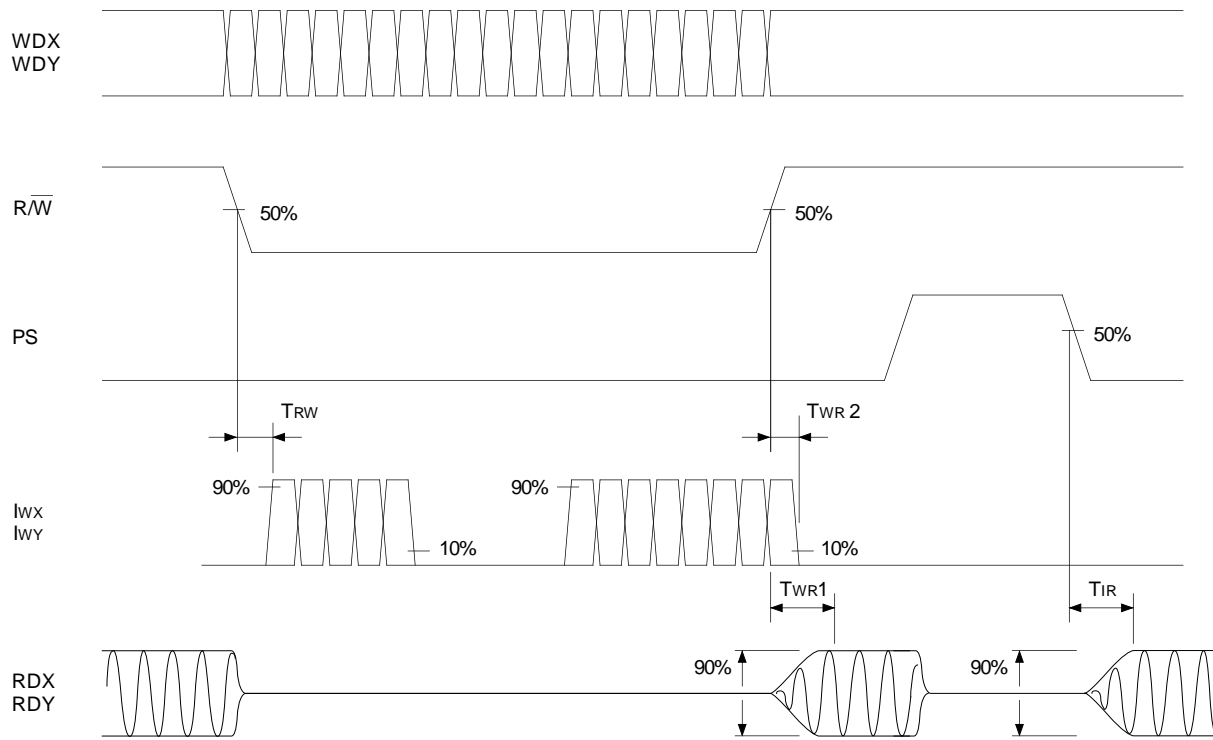 WDX
WDY
R/W̅
50%
50%
PS
50%
TRW
TWR 2
90%
90%
IWX
IWY
10%
10%
TWR1
TIR
RDX
RDY
90%
90%